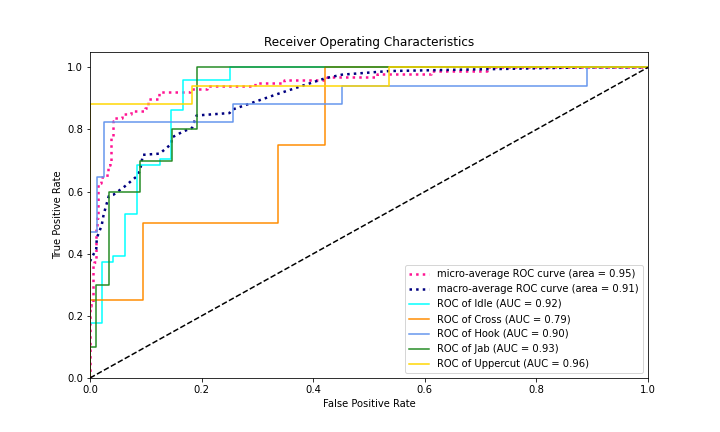 Receiver Operating Characteristics
1.0
0.8
0.6
0.4
0.2
0.0
True Positive Rate
micro-average ROC curve (area = 0.95)
macro-average ROC curve (area = 0.91)
ROC of Idle (AUC = 0.92)
ROC of Cross (AUC = 0.79)
ROC of Hook (AUC = 0.90)
ROC of Jab (AUC = 0.93)
ROC of Uppercut (AUC = 0.96)
0.0 0.2 0.4 0.6 0.8 1.0
False Positive Rate